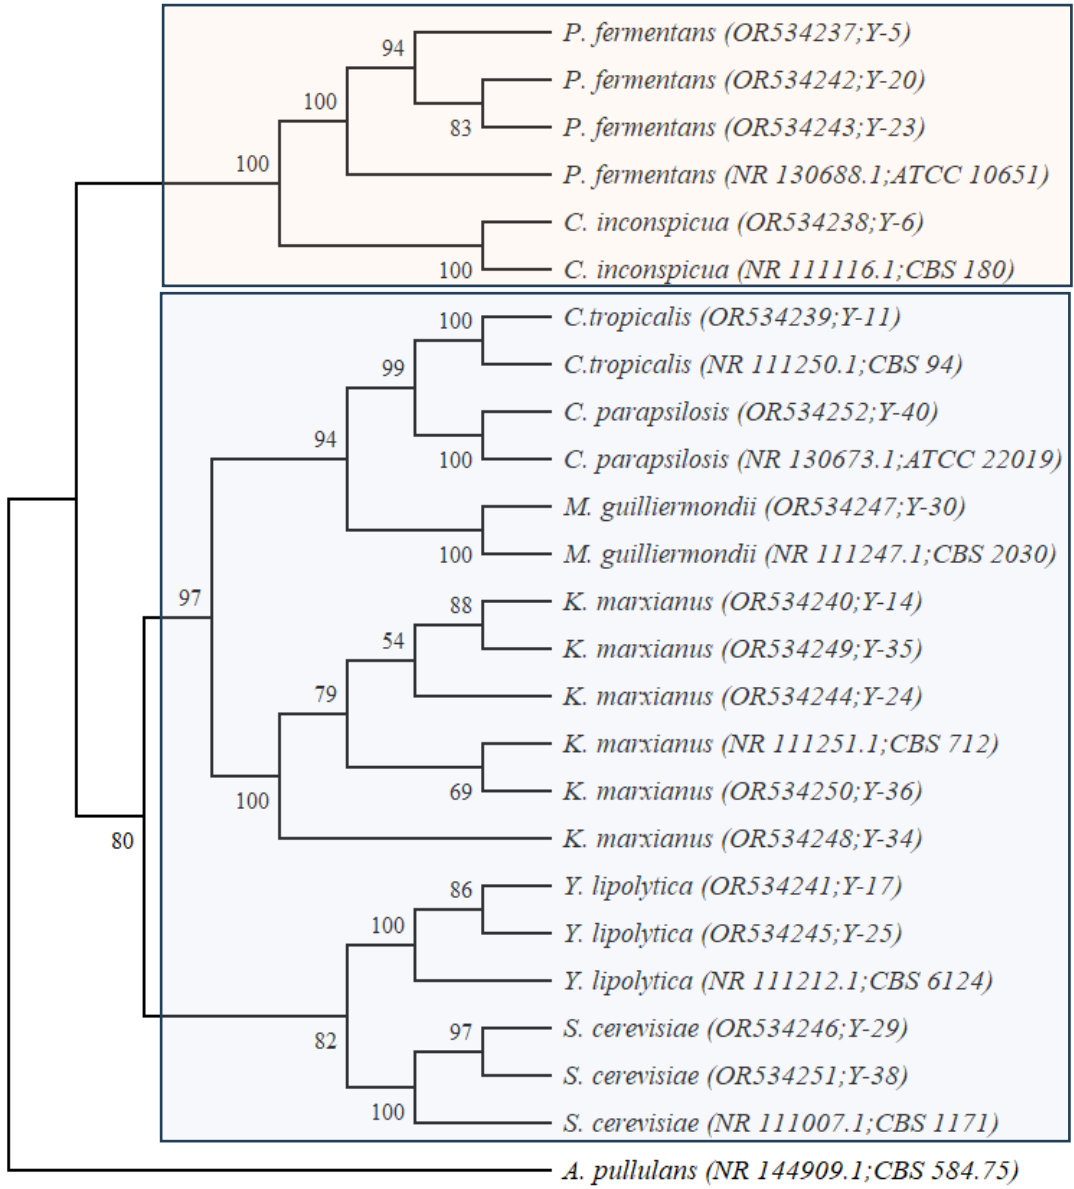 P. fermentans (OR534237;Y-5)
94
P. fermentans (OR534242;Y-20)
100
P. fermentans (OR534243;Y-23)
83
100
P. fermentans (NR 130688.1;ATCC 10651)
C. inconspicua (OR534238;Y-6)
C. inconspicua (NR 111116.1;CBS 180)
100
C.tropicalis (OR534239;Y-11)
100
C.tropicalis (NR 111250.1;CBS 94)
99
C. parapsilosis (OR534252;Y-40)
94
C. parapsilosis (NR 130673.1;ATCC 22019)
100
M. guilliermondii (OR534247;Y-30)
M. guilliermondii (NR 111247.1;CBS 2030)
100
97
K. marxianus (OR534240;Y-14)
88
K. marxianus (OR534249;Y-35)
54
K. marxianus (OR534244;Y-24)
79
K. marxianus (NR 111251.1;CBS 712)
K. marxianus (OR534250;Y-36)
69
100
K. marxianus (OR534248;Y-34)
80
Y. lipolytica (OR534241;Y-17)
86
Y. lipolytica (OR534245;Y-25)
100
Y. lipolytica (NR 111212.1;CBS 6124)
S. cerevisiae (OR534246;Y-29)
97
82
S. cerevisiae (OR534251;Y-38)
100
S. cerevisiae (NR 111007.1;CBS 1171)
A. pullulans (NR 144909.1;CBS 584.75)